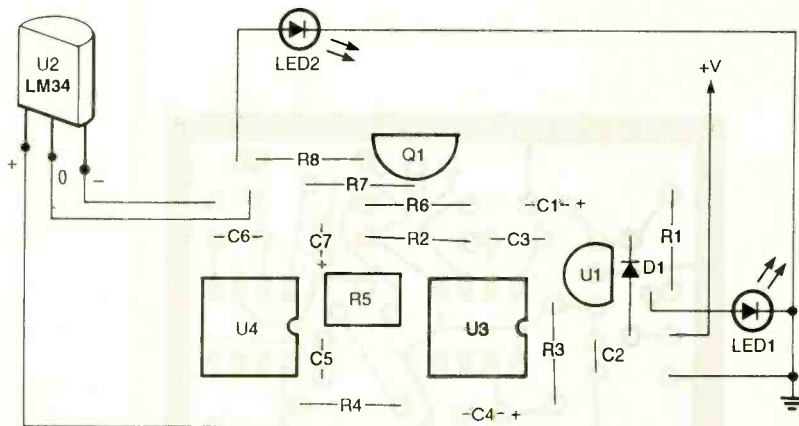 U2
LM34
+
0
−
LED2
+V
R8
Q1
R7
R6
C1 +
R1
C6
C7
+
R2
C3
U1
D1
R5
U4
U3
R3
C5
C2
LED1
R4
C4 +